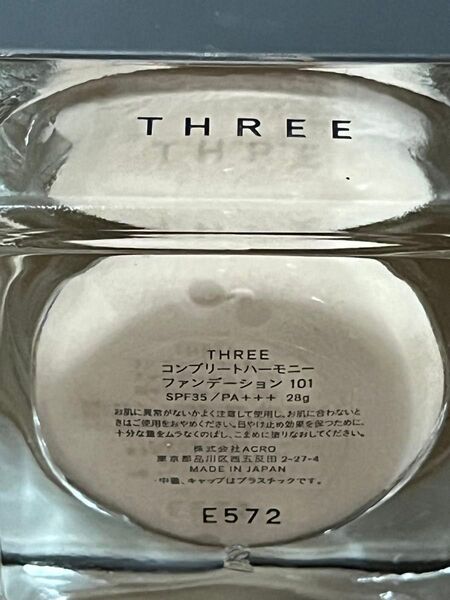 THREE
THREE
コンプリートハーモニー
ファンデーション 101
SPF35/PA+++ 28g
お肌に異常がないかよく注意して使用し、お肌に合わないと
きはご使用をおやめください。日やけ止め効果を保つために、
十分な量をムラなくのばし、こまめに塗りなおしてください。
株式会社ACRO
東京都品川区西五反田 2-27-4
MADE IN JAPAN
中皿、キャップはプラスチックです。
E572